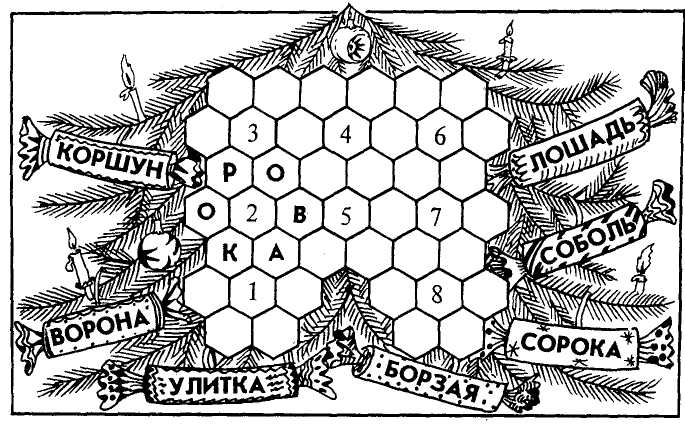 3 4 6
КОРШУН
Р О
ЛОШАДЬ
О 2 В 5 7
СОБОЛЬ
К А
1 8
ВОРОНА
СОРОКА
УЛИТКА
БОРЗАЯ